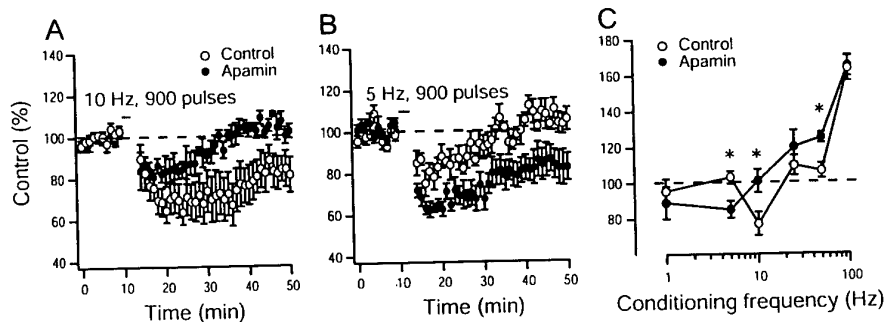 A
B
C
Control (%)
140
120
100
80
60
40
Control
Apamin
10 Hz, 900 pulses
0 10 20 30 40 50
Time (min)
140
120
100
80
60
40
5 Hz, 900 pulses
0 10 20 30 40 50
Time (min)
180
160
140
120
100
80
Control
Apamin
*
*
*
1 10 100
Conditioning frequency (Hz)